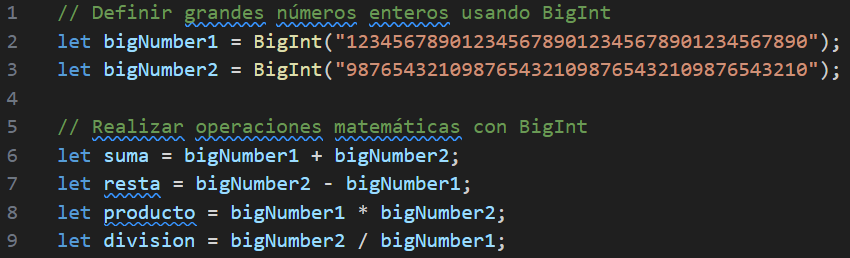 1 // Definir grandes números enteros usando BigInt
2 let bigNumber1 = BigInt("1234567890123456789012345678901234567890");
3 let bigNumber2 = BigInt("9876543210987654321098765432109876543210");
4
5 // Realizar operaciones matemáticas con BigInt
6 let suma = bigNumber1 + bigNumber2;
7 let resta = bigNumber2 - bigNumber1;
8 let producto = bigNumber1 * bigNumber2;
9 let division = bigNumber2 / bigNumber1;